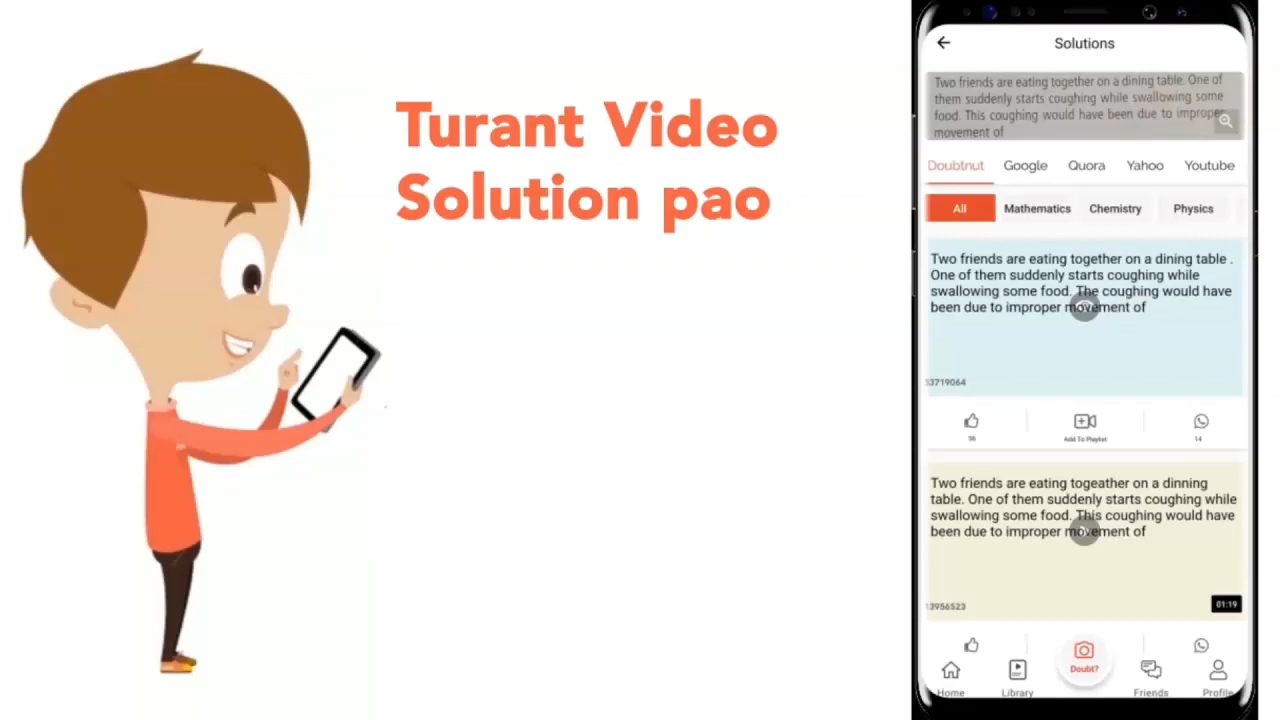 Turant Video
Solution pao
Solutions
Two friends are eating together on a dining table. One of
them suddenly starts coughing while swallowing some
food. This coughing would have been due to improper
movement of
Doubtnut Google Quora Yahoo Youtube
All Mathematics Chemistry Physics
Two friends are eating together on a dining table .
One of them suddenly starts coughing while
swallowing some food. The coughing would have
been due to improper movement of
53719064
56 Add To Playlist 14
Two friends are eating togeather on a dinning
table. One of them suddenly starts coughing while
swallowing some food. This coughing would have
been due to improper movement of
13956523
01:19
Doubt?
Home Library Friends Profile